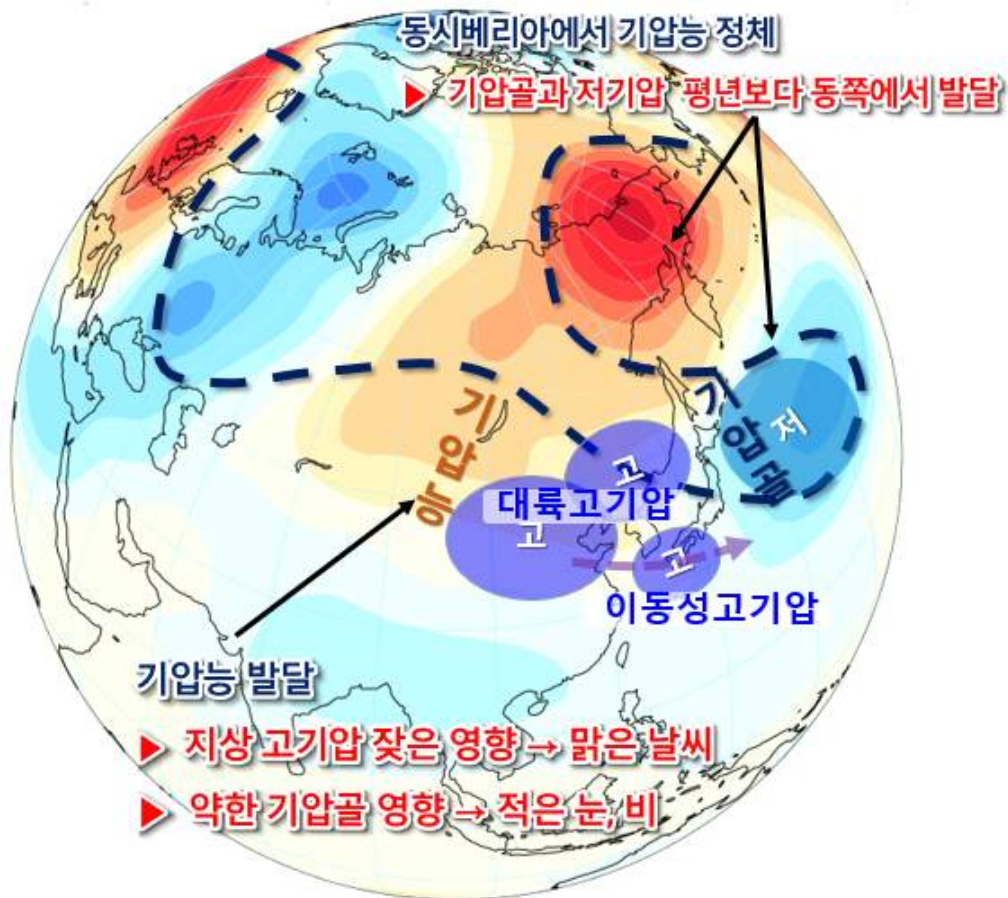 동시베리아에서 기압능 정체
▶ 기압골과 저기압 평년보다 동쪽에서 발달
기압능
기압골
저
고
대륙고기압
고
고
이동성고기압
기압능 발달
▶ 지상 고기압 잦은 영향 → 맑은 날씨
▶ 약한 기압골 영향 → 적은 눈, 비